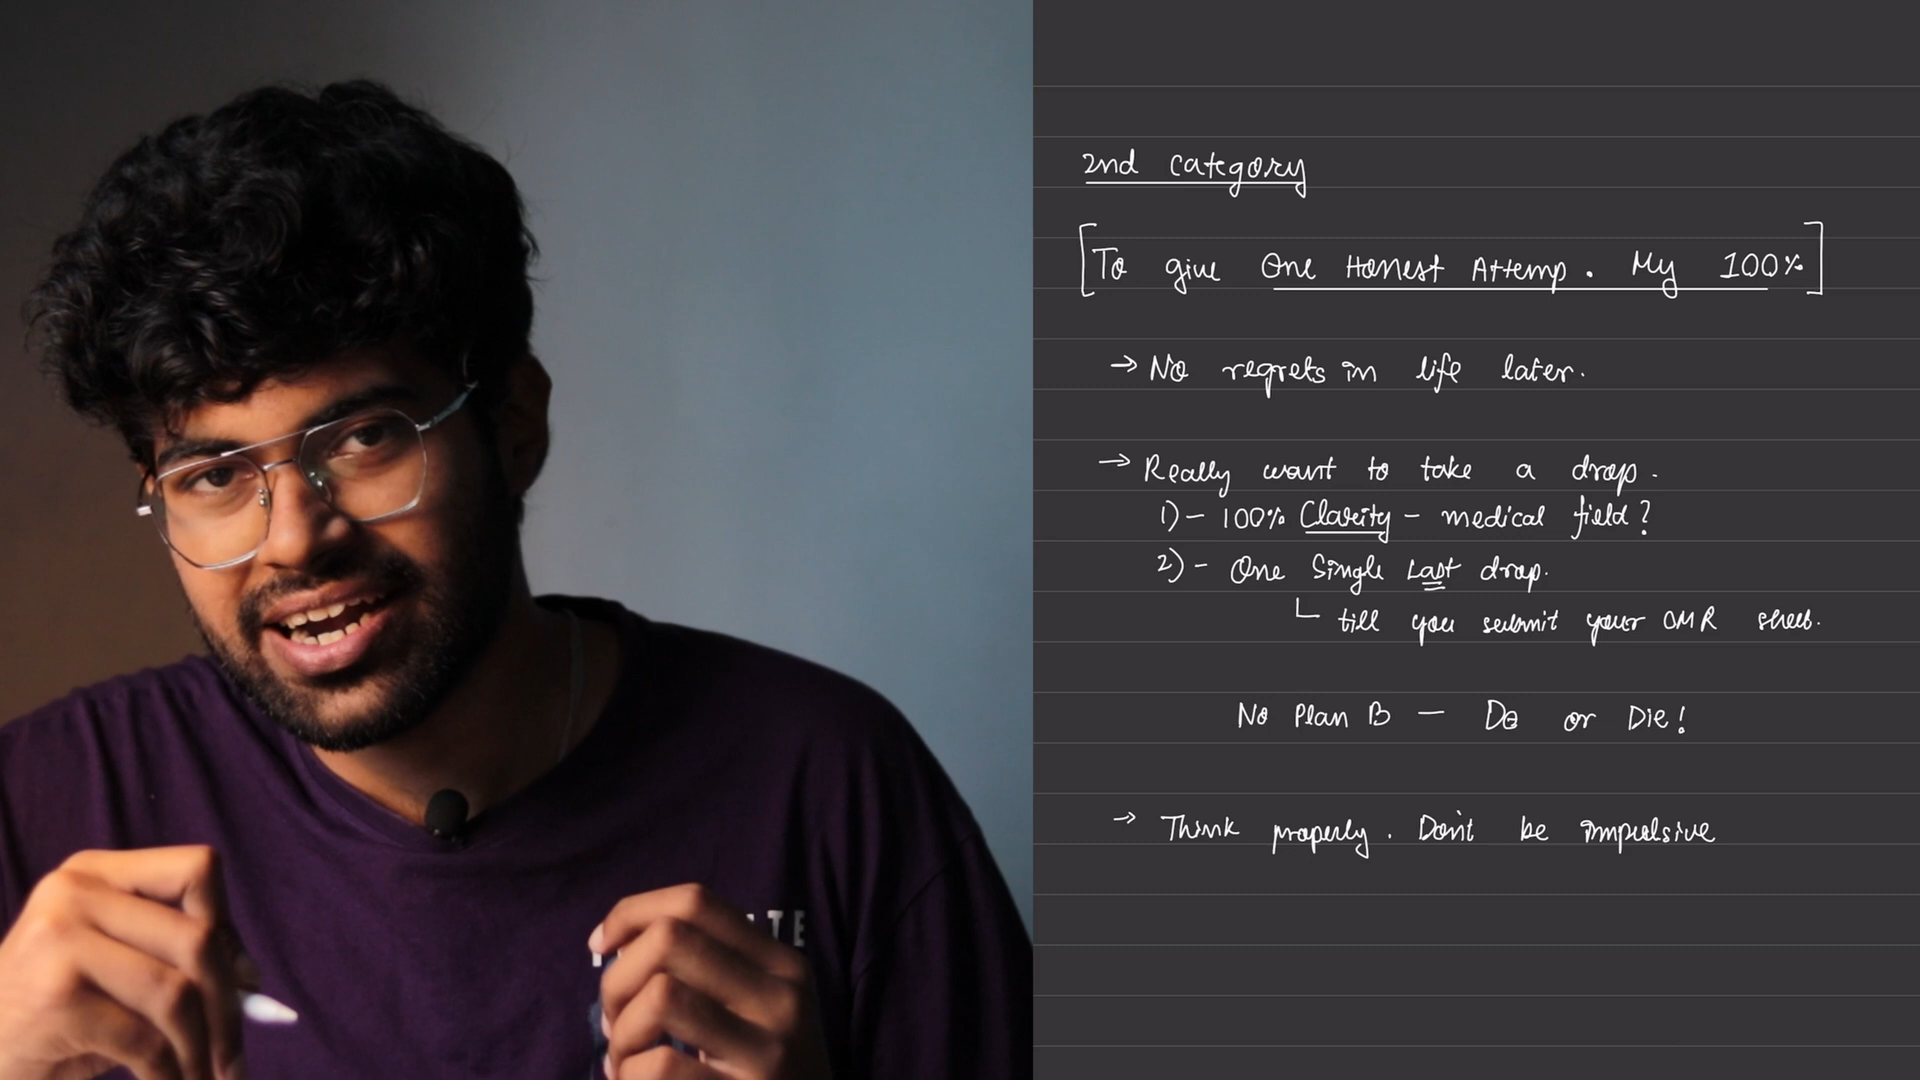 2nd category
[To give One Honest Attemp. My 100%]
→ No regrets in life later.
→ Really want to take a drop.
1) - 100% Clarity - medical field?
2) - One Single Last drop.
└ till you submit your OMR sheet.
No Plan B — Do or Die!
→ Think properly. Don't be impulsive
TE